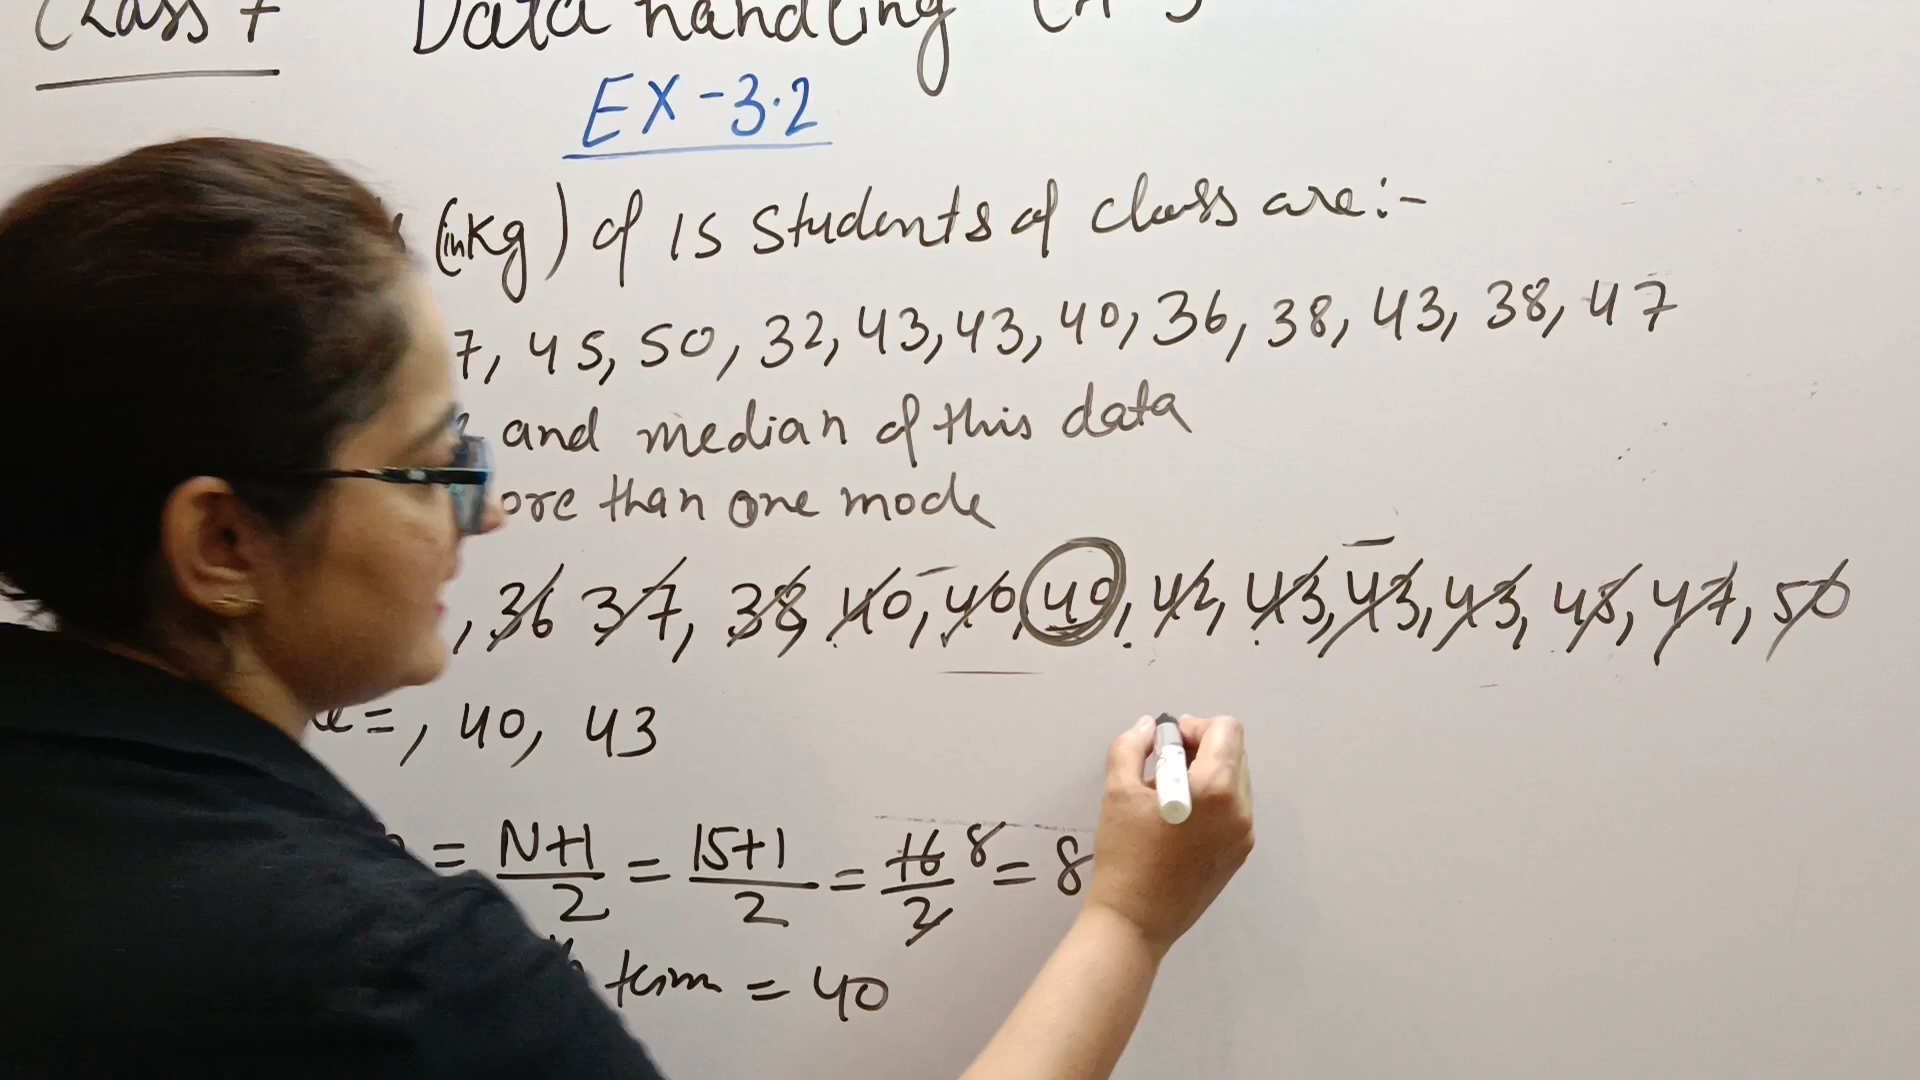 Class 7 Data handling
EX-3.2
(in Kg) of 15 Students of class are:-
7, 45, 50, 32, 43, 43, 40, 36, 38, 43, 38, 47
and median of this data
ore than one mode
, 36 37, 38, 40, 40, 40, 42, 43, 43, 43, 45, 47, 50
=, 40, 43
= N+1/2 = 15+1/2 = 16/2 8 = 8
term = 40